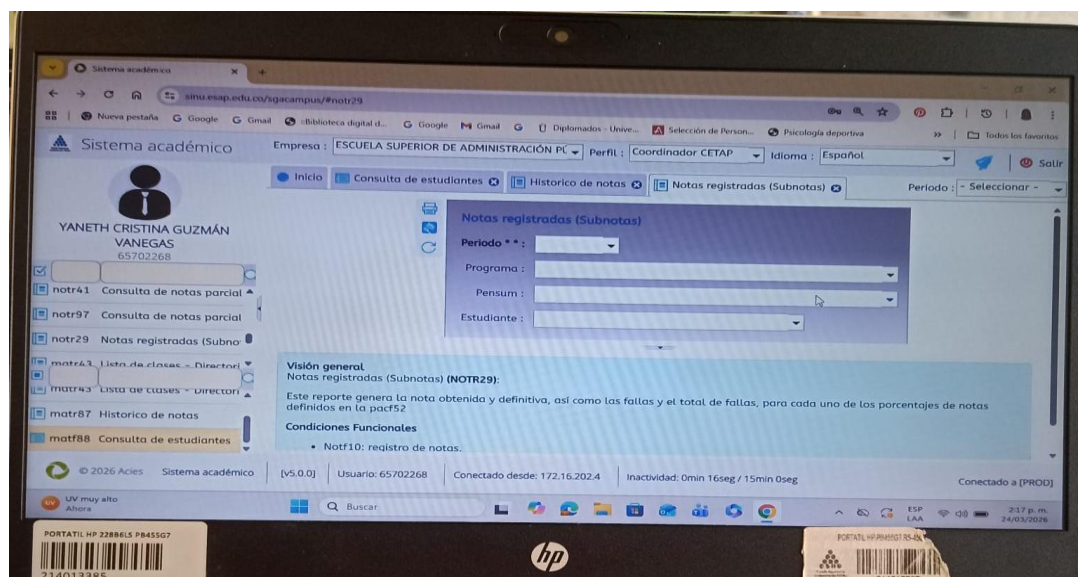 Sistema académico
sinu.esap.edu.co/sgacampus/#notr29
Nueva pestaña
Google
Gmail
::Biblioteca digital d...
Google
Gmail
Diplomados - Unive...
Selección de Person...
Psicología deportiva
»
Todos los favoritos
Sistema académico
Empresa : ESCUELA SUPERIOR DE ADMINISTRACIÓN PÚ
Perfil : Coordinador CETAP
Idioma : Español
Salir
Inicio
Consulta de estudiantes
Historico de notas
Notas registradas (Subnotas)
Periodo : - Seleccionar -
YANETH CRISTINA GUZMÁN
VANEGAS
65702268
notr41 Consulta de notas parcial
notr97 Consulta de notas parcial
notr29 Notas registradas (Subno
matr43 Lista de clases - Directori
matr43 Lista de clases - Directori
matr87 Historico de notas
matf88 Consulta de estudiantes
Notas registradas (Subnotas)
Periodo * * :
Programa :
Pensum :
Estudiante :
Visión general
Notas registradas (Subnotas) (NOTR29):
Este reporte genera la nota obtenida y definitiva, así como las fallas y el total de fallas, para cada uno de los porcentajes de notas
definidos en la pacf52
Condiciones Funcionales
• Notf10: registro de notas.
© 2026 Acies
Sistema académico
[v5.0.0]
Usuario: 65702268
Conectado desde: 172.16.202.4
Inactividad: 0min 16seg / 15min 0seg
Conectado a [PROD]
UV
UV muy alto
Ahora
Buscar
ESP
LAA
2:17 p. m.
24/03/2026
PORTATIL HP 228B6L5 PB455G7
214013385
hp